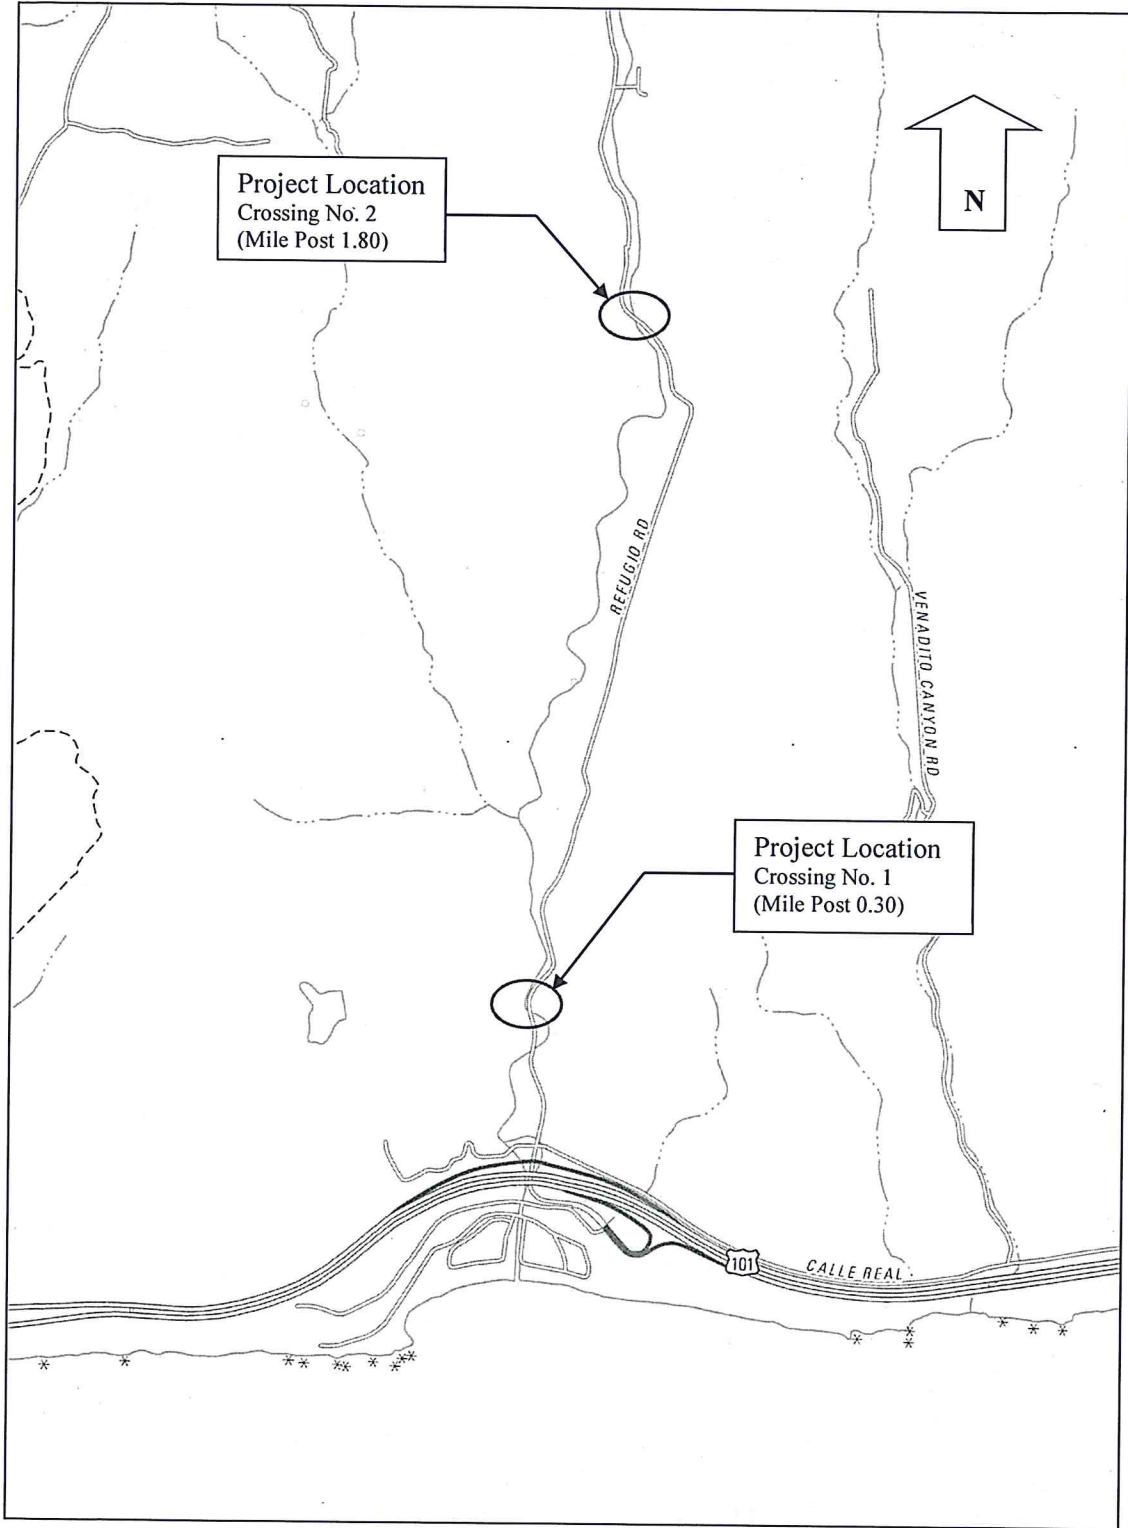 Project Location
Crossing No. 2
(Mile Post 1.80)
N
REFUGIO RD
VENADITO CANYON RD
Project Location
Crossing No. 1
(Mile Post 0.30)
101
CALLE REAL